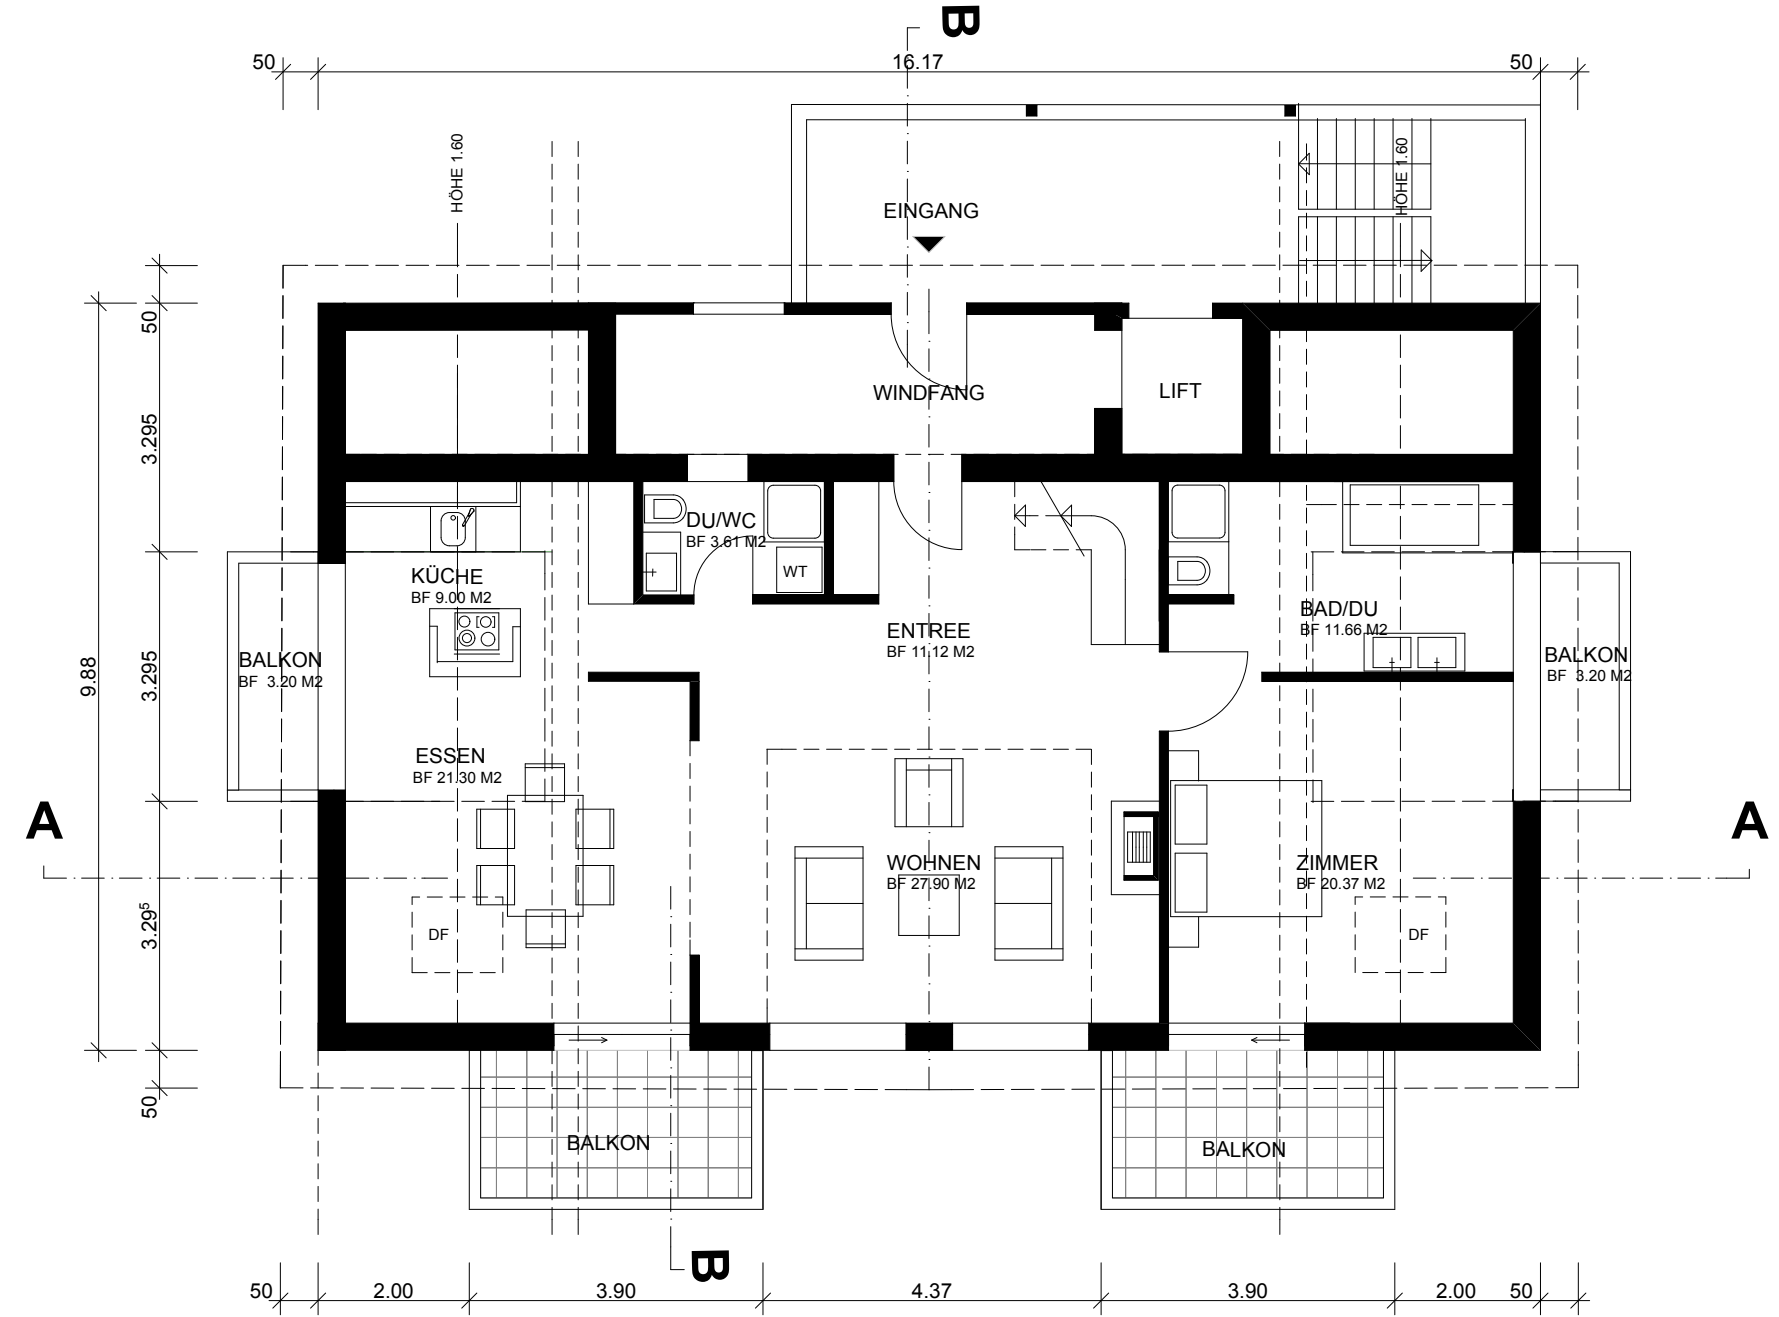 B
50
16.17
50
HÖHE 1.60
HÖHE 1.60
EINGANG
50
WINDFANG
LIFT
3.295
DU/WC
BF 3.61 M2
WT
KÜCHE
BF 9.00 M2
ENTREE
BF 11.12 M2
BAD/DU
BF 11.66 M2
BALKON
BF 3.20 M2
BALKON
BF 3.20 M2
9.88
3.295
ESSEN
BF 21.30 M2
A
A
WOHNEN
BF 27.90 M2
ZIMMER
BF 20.37 M2
3.29⁵
DF
DF
50
BALKON
BALKON
B
50
2.00
3.90
4.37
3.90
2.00
50